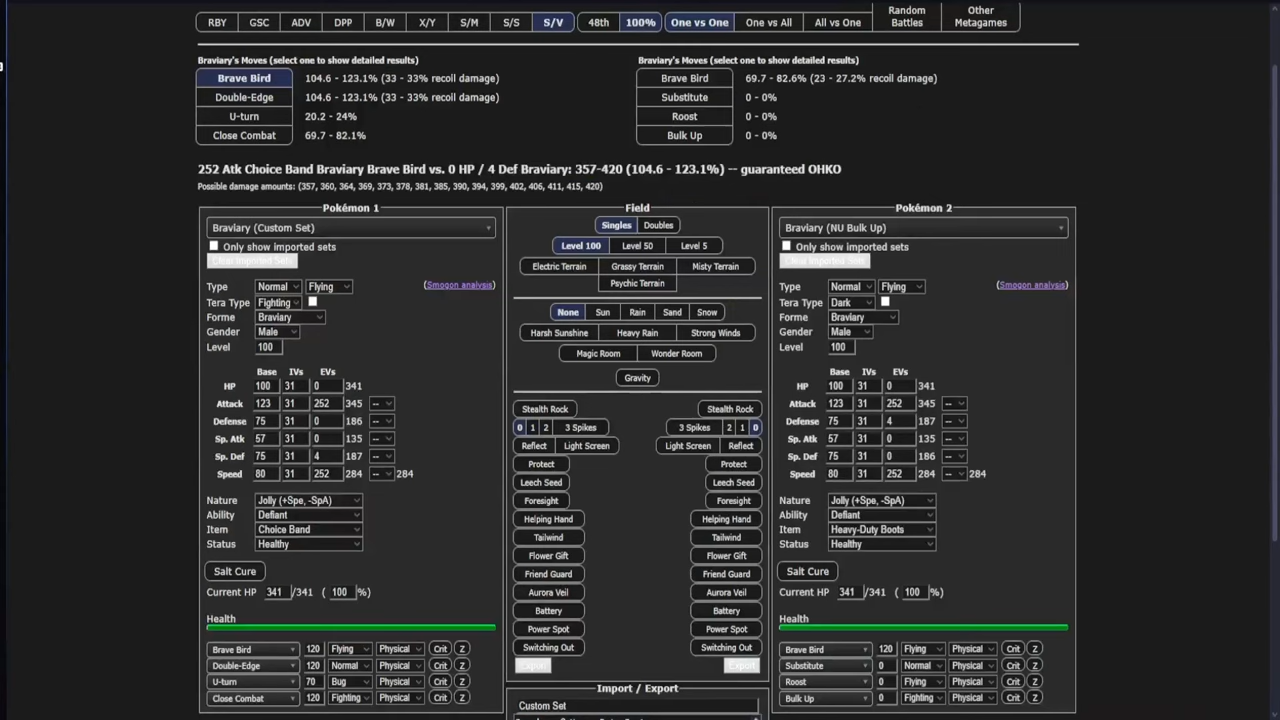 RBY GSC ADV DPP B/W X/Y S/M S/S S/V 48th 100% One vs One One vs All All vs One Random Battles Other Metagames
Braviary's Moves (select one to show detailed results) Braviary's Moves (select one to show detailed results)
Brave Bird 104.6 - 123.1% (33 - 33% recoil damage) Brave Bird 69.7 - 82.6% (23 - 27.2% recoil damage)
Double-Edge 104.6 - 123.1% (33 - 33% recoil damage) Substitute 0 - 0%
U-turn 20.2 - 24% Roost 0 - 0%
Close Combat 69.7 - 82.1% Bulk Up 0 - 0%
252 Atk Choice Band Braviary Brave Bird vs. 0 HP / 4 Def Braviary: 357-420 (104.6 - 123.1%) -- guaranteed OHKO
Possible damage amounts: (357, 360, 364, 369, 373, 378, 381, 385, 390, 394, 399, 402, 406, 411, 415, 420)
Pokémon 1
Braviary (Custom Set)
Only show imported sets
Clear Imported Sets
Type Normal Flying (Smogon analysis)
Tera Type Fighting
Forme Braviary
Gender Male
Level 100
Base IVs EVs
HP 100 31 0 341
Attack 123 31 252 345 --
Defense 75 31 0 186 --
Sp. Atk 57 31 0 135 --
Sp. Def 75 31 4 187 --
Speed 80 31 252 284 -- 284
Nature Jolly (+Spe, -SpA)
Ability Defiant
Item Choice Band
Status Healthy
Salt Cure
Current HP 341 /341 ( 100 %)
Health
Brave Bird 120 Flying Physical Crit Z
Double-Edge 120 Normal Physical Crit Z
U-turn 70 Bug Physical Crit Z
Close Combat 120 Fighting Physical Crit Z
Field
Singles Doubles
Level 100 Level 50 Level 5
Electric Terrain Grassy Terrain Misty Terrain
Psychic Terrain
None Sun Rain Sand Snow
Harsh Sunshine Heavy Rain Strong Winds
Magic Room Wonder Room
Gravity
Stealth Rock Stealth Rock
0 1 2 3 Spikes 3 Spikes 2 1 0
Reflect Light Screen Light Screen Reflect
Protect Protect
Leech Seed Leech Seed
Foresight Foresight
Helping Hand Helping Hand
Tailwind Tailwind
Flower Gift Flower Gift
Friend Guard Friend Guard
Aurora Veil Aurora Veil
Battery Battery
Power Spot Power Spot
Switching Out Switching Out
Export Export
Import / Export
Custom Set
Pokémon 2
Braviary (NU Bulk Up)
Only show imported sets
Clear Imported Sets
Type Normal Flying (Smogon analysis)
Tera Type Dark
Forme Braviary
Gender Male
Level 100
Base IVs EVs
HP 100 31 0 341
Attack 123 31 252 345 --
Defense 75 31 4 187 --
Sp. Atk 57 31 0 135 --
Sp. Def 75 31 0 186 --
Speed 80 31 252 284 -- 284
Nature Jolly (+Spe, -SpA)
Ability Defiant
Item Heavy-Duty Boots
Status Healthy
Salt Cure
Current HP 341 /341 ( 100 %)
Health
Brave Bird 120 Flying Physical Crit Z
Substitute 0 Normal Physical Crit Z
Roost 0 Flying Physical Crit Z
Bulk Up 0 Fighting Physical Crit Z